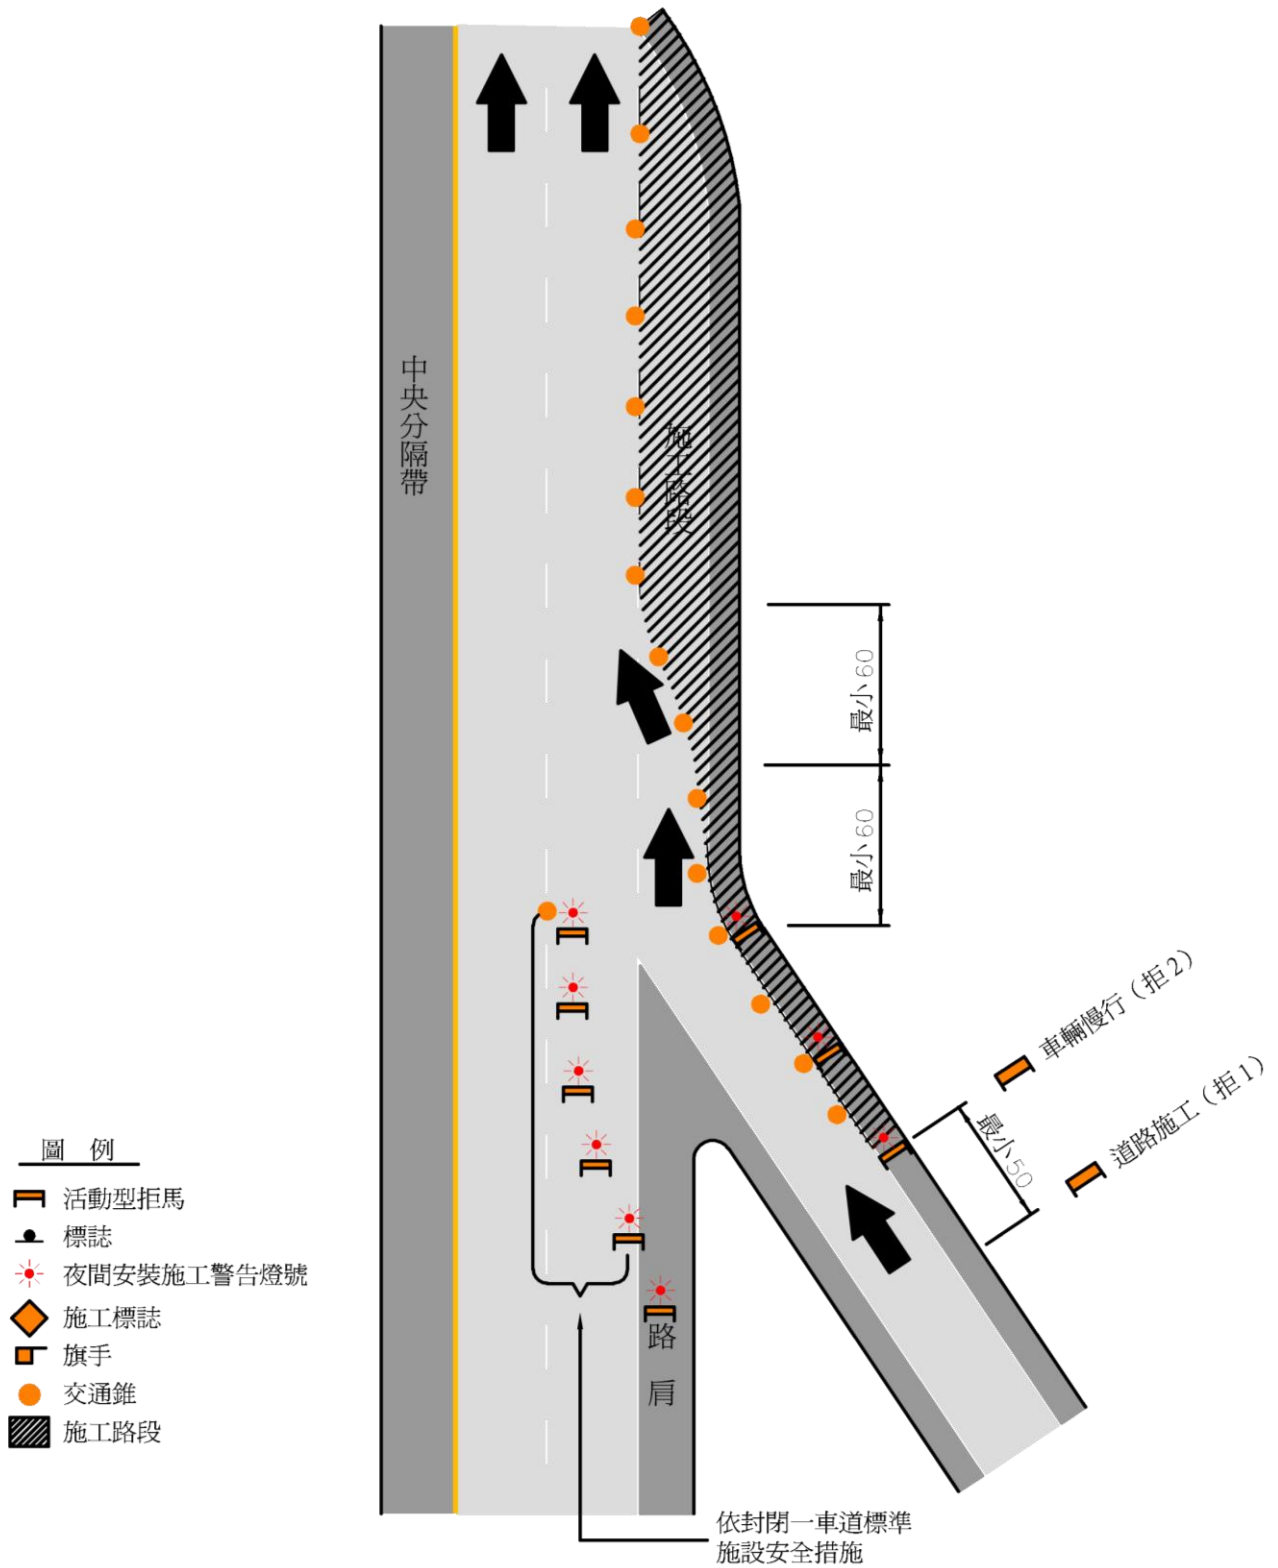 中央分隔帶
施工路段
最小60
最小60
車輛慢行（拒2）
道路施工（拒1）
最小50
圖 例
活動型拒馬
標誌
夜間安裝施工警告燈號
施工標誌
旗手
交通錐
施工路段
路肩
依封閉一車道標準
施設安全措施